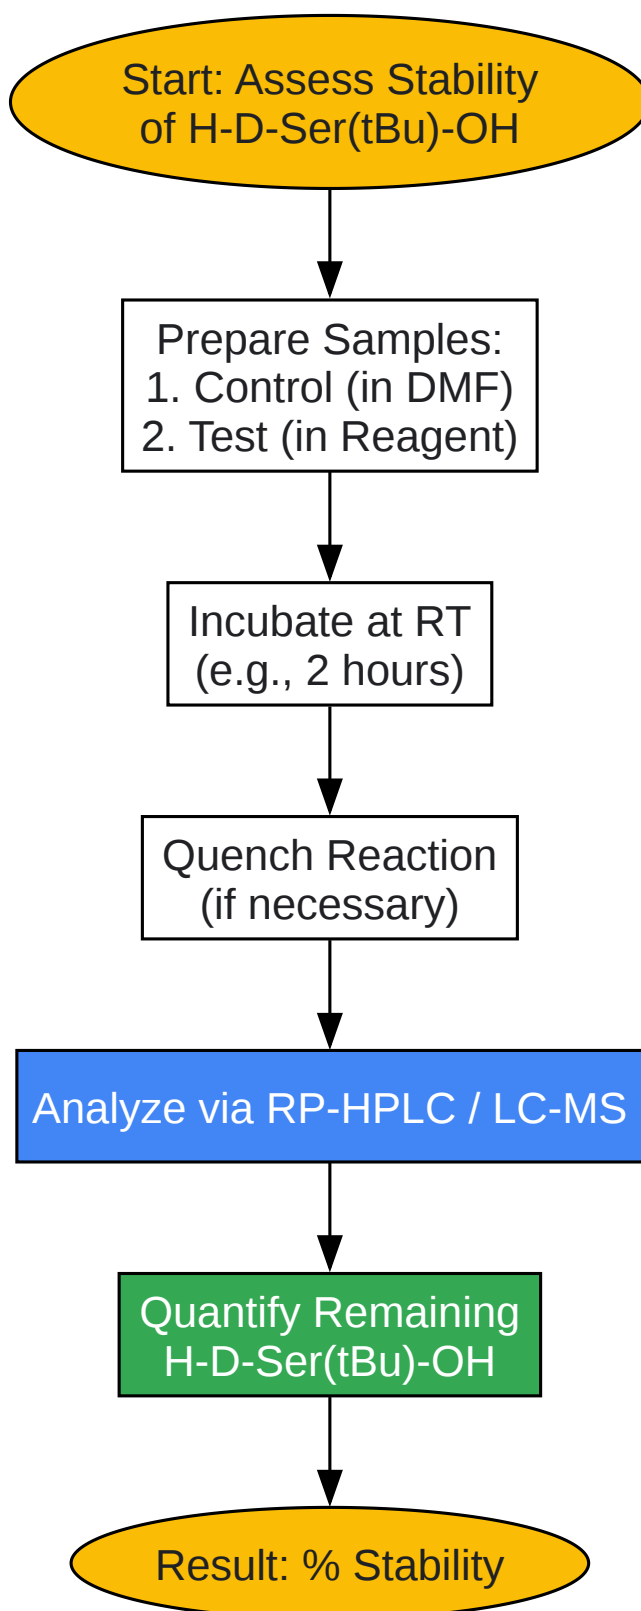 Start: Assess Stability
of H-D-Ser(tBu)-OH
Prepare Samples:
1. Control (in DMF)
2. Test (in Reagent)
Incubate at RT
(e.g., 2 hours)
Quench Reaction
(if necessary)
Analyze via RP-HPLC / LC-MS
Quantify Remaining
H-D-Ser(tBu)-OH
Result: % Stability